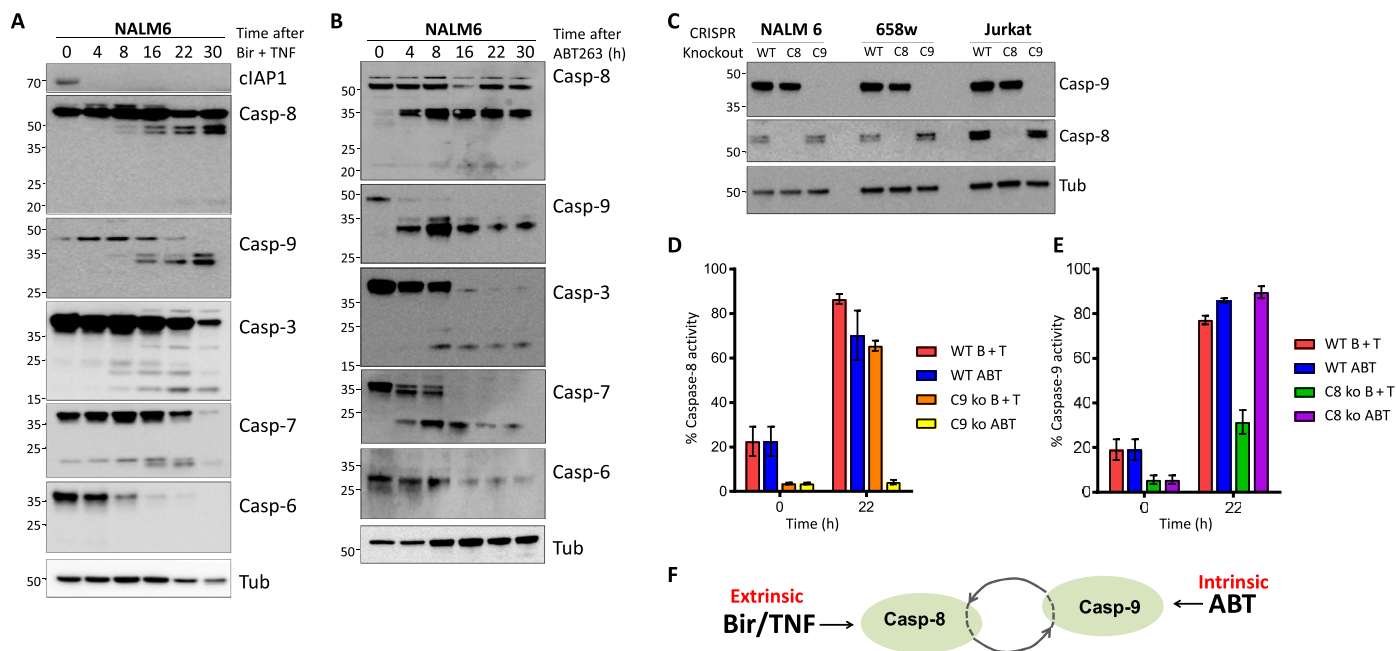 A
NALM6
0 4 8 16 22 30
Time after
Bir + TNF
70
cIAP1
Casp-8
50
35
25
20
50
Casp-9
35
25
Casp-3
35
25
15
Casp-7
35
25
Casp-6
35
25
50
Tub
B
NALM6
0 4 8 16 22 30
Time after
ABT263 (h)
Casp-8
50
35
25
20
50
Casp-9
35
25
Casp-3
35
25
15
Casp-7
35
25
Casp-6
35
25
50
Tub
C
CRISPR
Knockout
NALM 6 658w Jurkat
WT C8 C9 WT C8 C9 WT C8 C9
50
Casp-9
35
Casp-8
50
50
Tub
D
% Caspase-8 activity
100
80
60
40
20
0
0 22
Time (h)
WT B + T
WT ABT
C9 ko B + T
C9 ko ABT
E
% Caspase-9 activity
100
80
60
40
20
0
0 22
Time (h)
WT B + T
WT ABT
C8 ko B + T
C8 ko ABT
F
Extrinsic
Bir/TNF
Casp-8
Casp-9
Intrinsic
ABT